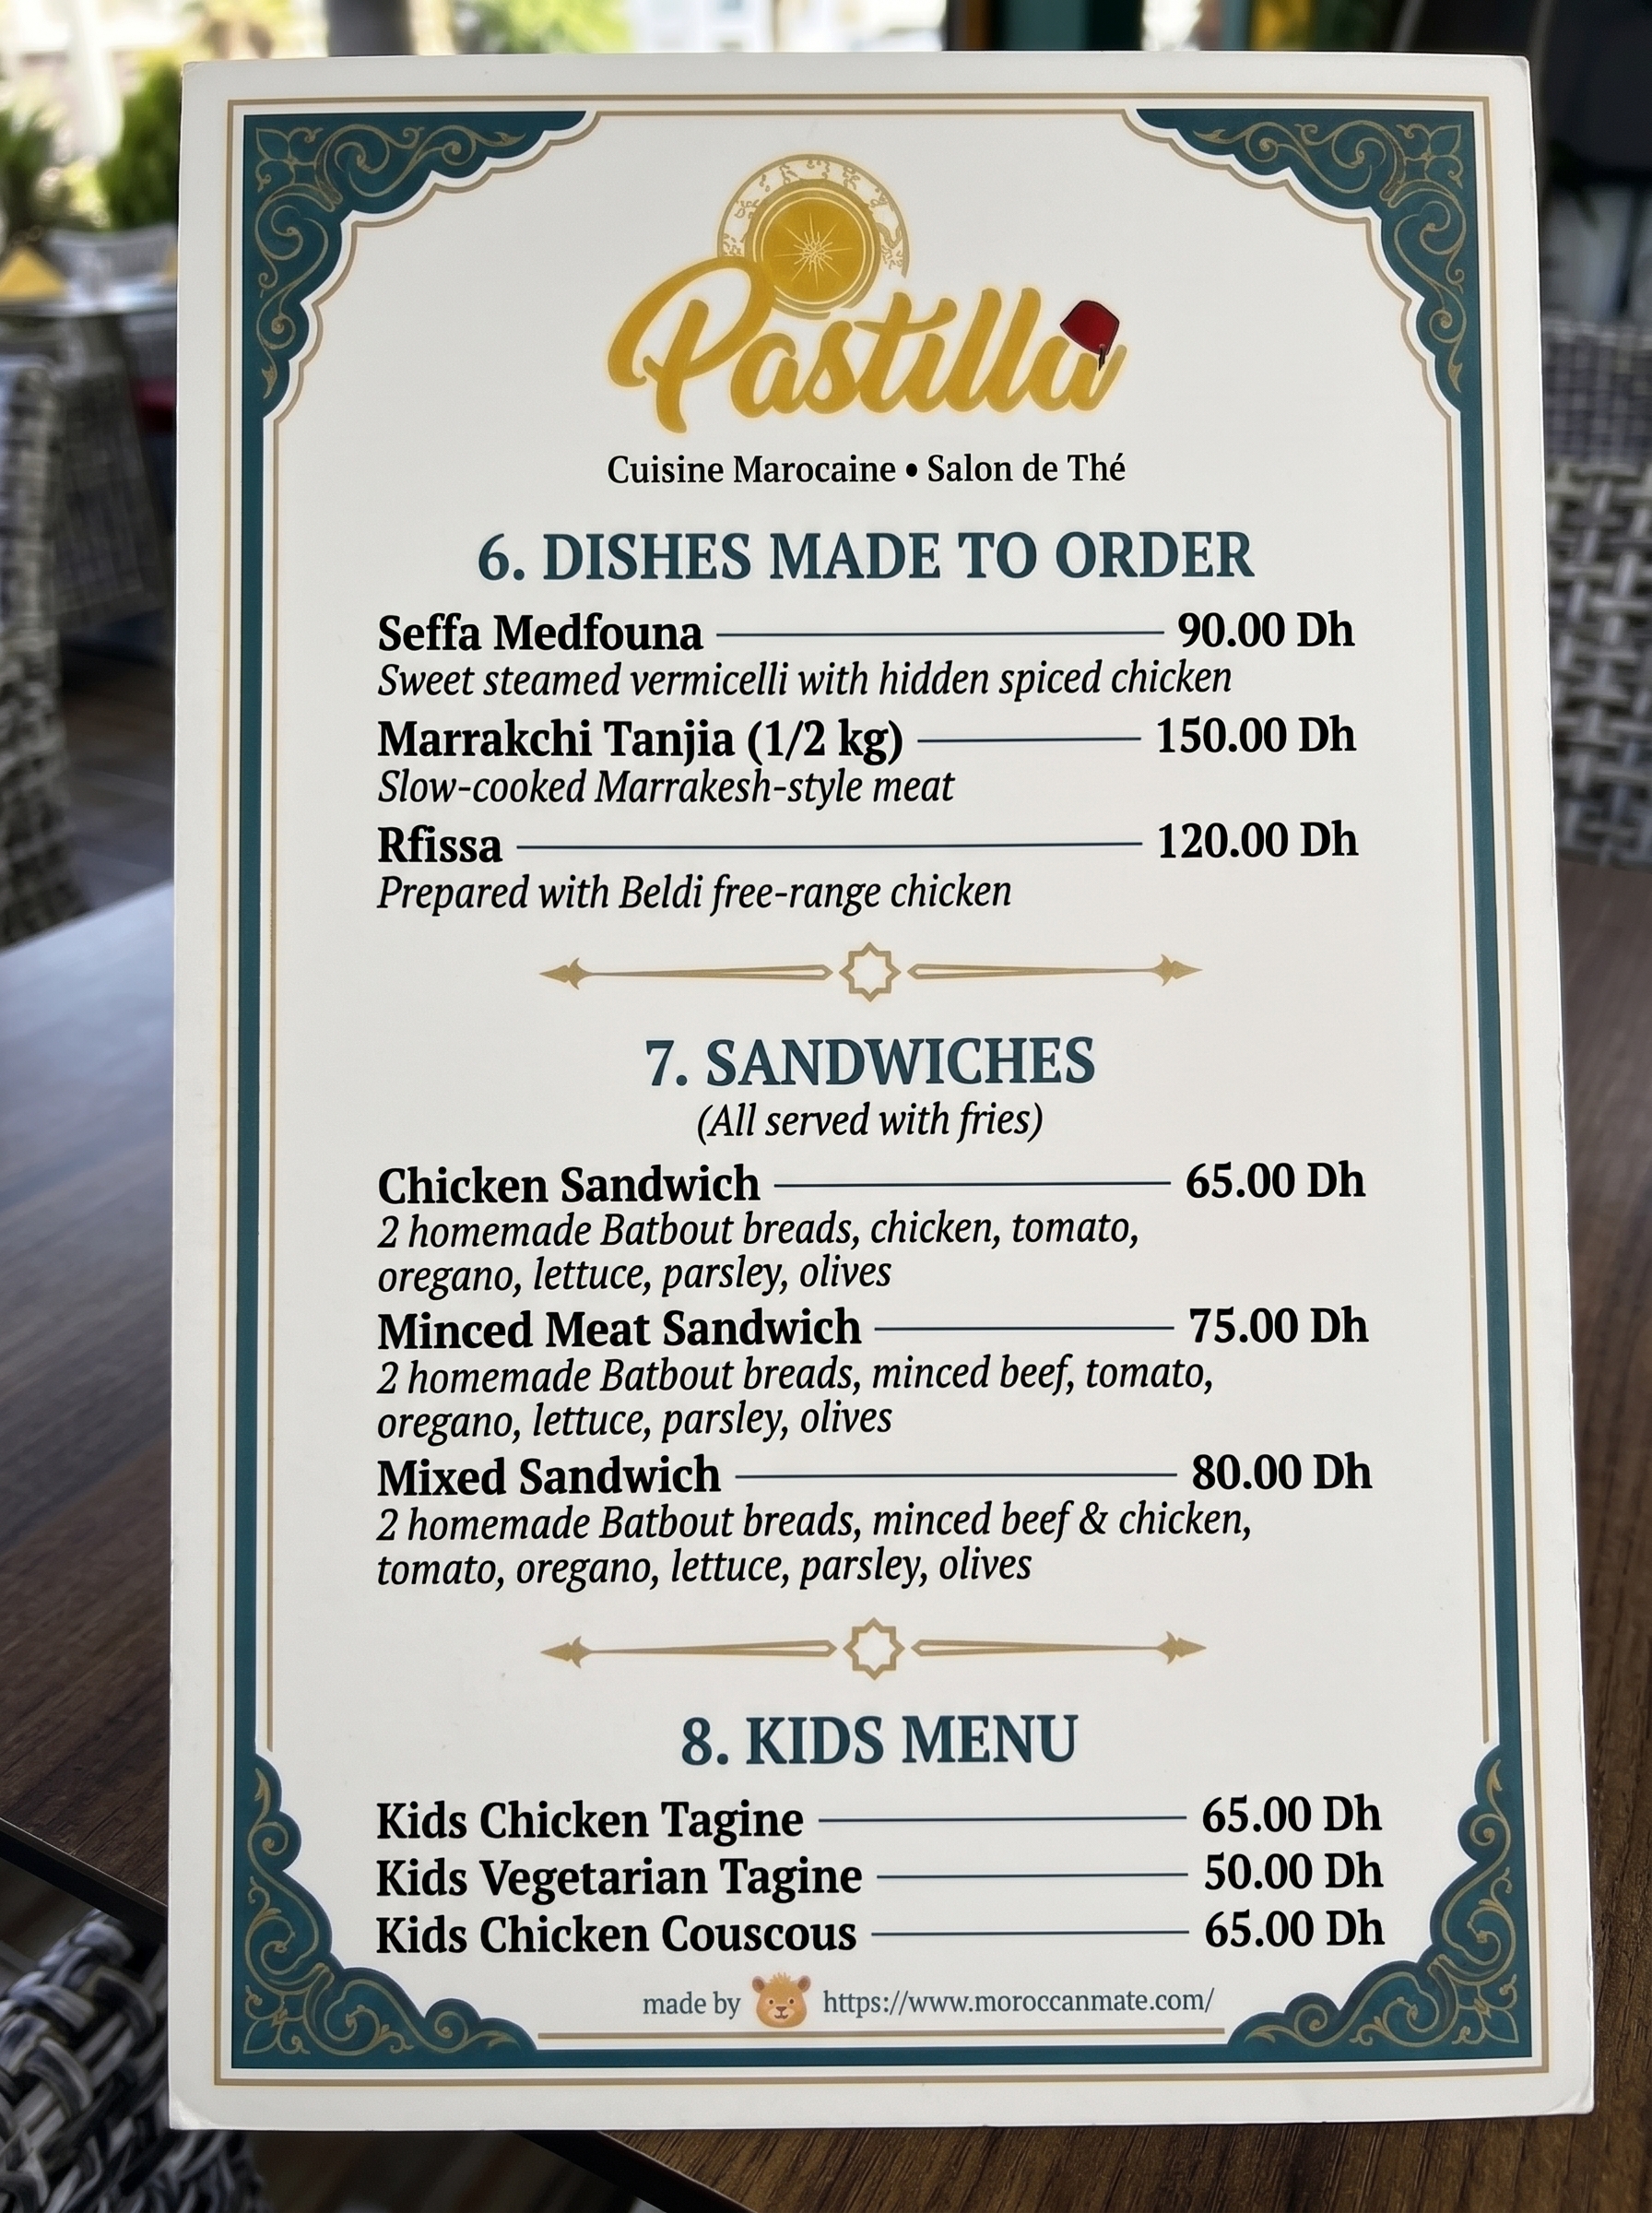 Pastilla
Cuisine Marocaine • Salon de Thé
6. DISHES MADE TO ORDER
Seffa Medfouna 90.00 Dh
Sweet steamed vermicelli with hidden spiced chicken
Marrakchi Tanjia (1/2 kg) 150.00 Dh
Slow-cooked Marrakesh-style meat
Rfissa 120.00 Dh
Prepared with Beldi free-range chicken
7. SANDWICHES
(All served with fries)
Chicken Sandwich 65.00 Dh
2 homemade Batbout breads, chicken, tomato,
oregano, lettuce, parsley, olives
Minced Meat Sandwich 75.00 Dh
2 homemade Batbout breads, minced beef, tomato,
oregano, lettuce, parsley, olives
Mixed Sandwich 80.00 Dh
2 homemade Batbout breads, minced beef & chicken,
tomato, oregano, lettuce, parsley, olives
8. KIDS MENU
Kids Chicken Tagine 65.00 Dh
Kids Vegetarian Tagine 50.00 Dh
Kids Chicken Couscous 65.00 Dh
made by https://www.moroccanmate.com/